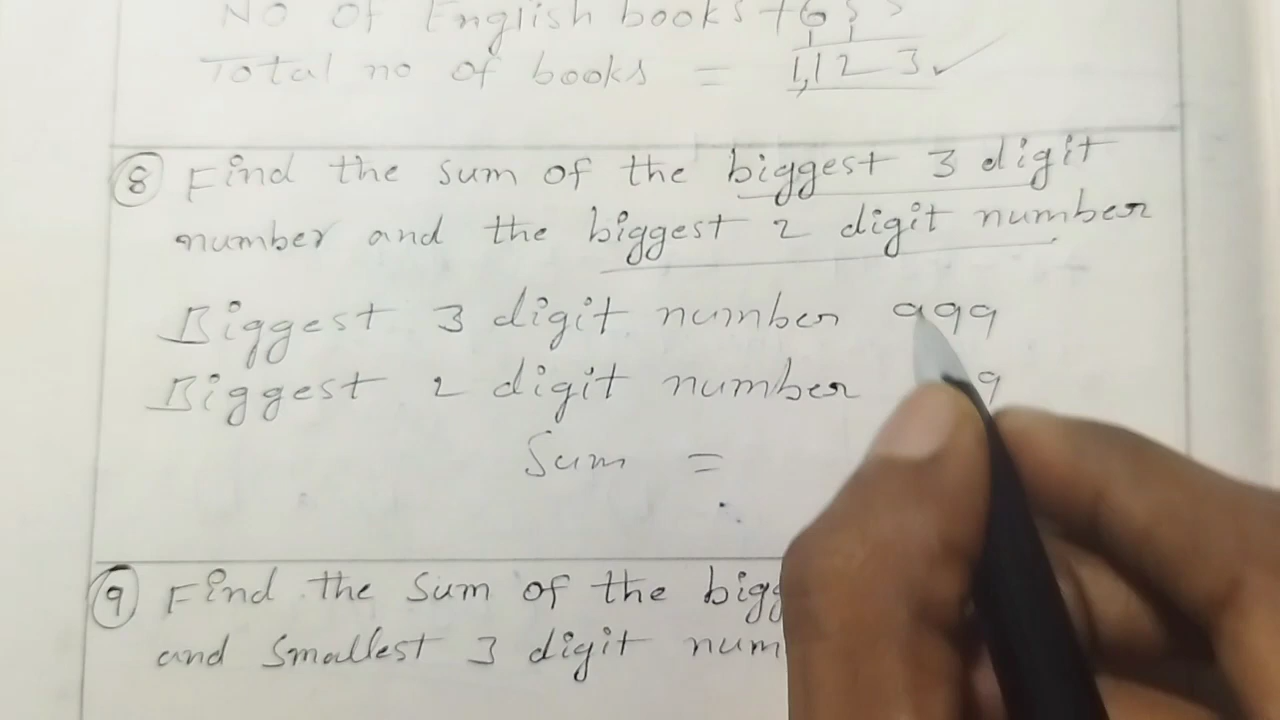 No of English books +6
Total no of books = 1,123
8 Find the sum of the biggest 3 digit
number and the biggest 2 digit number
Biggest 3 digit number 999
Biggest 2 digit number 9
Sum =
9 Find the sum of the
and smallest 3 digit